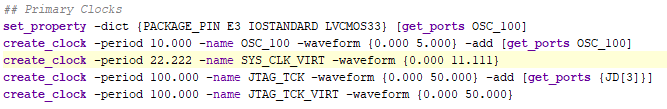 ## Primary Clocks
set_property -dict {PACKAGE_PIN E3 IOSTANDARD LVCMOS33} [get_ports OSC_100]
create_clock -period 10.000 -name OSC_100 -waveform {0.000 5.000} -add [get_ports OSC_100]
create_clock -period 22.222 -name SYS_CLK_VIRT -waveform {0.000 11.111}
create_clock -period 100.000 -name JTAG_TCK -waveform {0.000 50.000} -add [get_ports {JD[3]}]
create_clock -period 100.000 -name JTAG_TCK_VIRT -waveform {0.000 50.000}